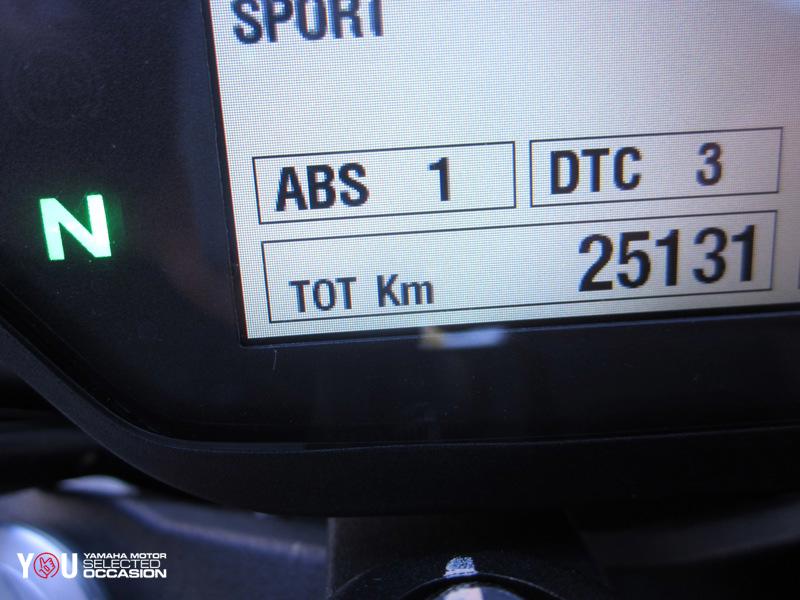 SPORT
ABS 1
DTC 3
N
TOT Km 25131
YOU YAMAHA MOTOR
SELECTED
OCCASION